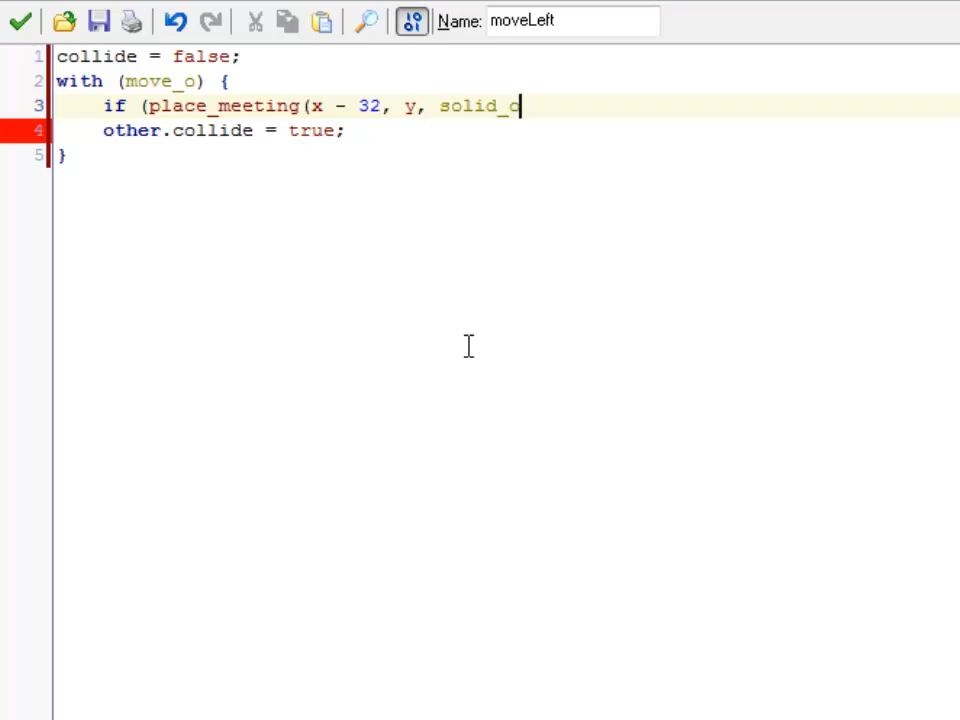 Name: moveLeft
1 collide = false;
2 with (move_o) {
3 if (place_meeting(x - 32, y, solid_o
4 other.collide = true;
5 }